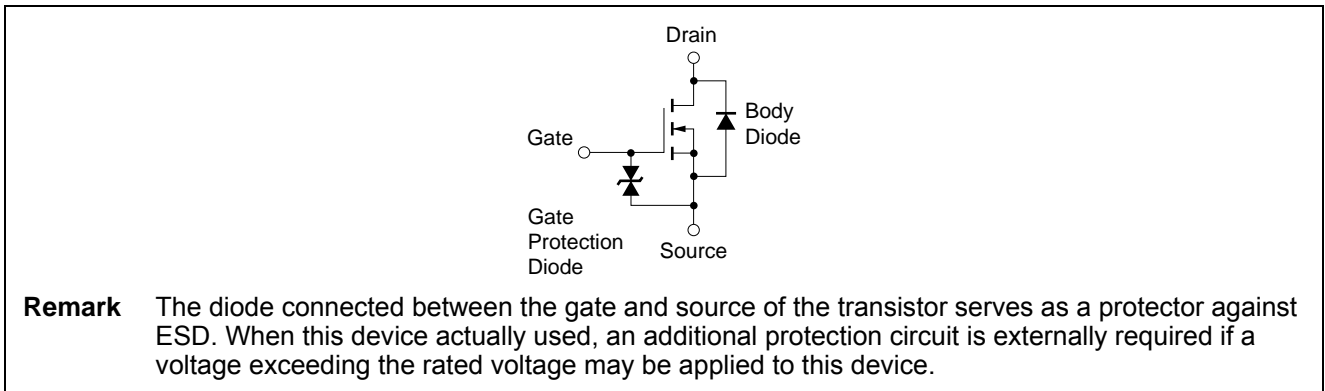 Drain
Body
Diode
Gate
Gate
Protection
Diode
Source
Remark The diode connected between the gate and source of the transistor serves as a protector against
ESD. When this device actually used, an additional protection circuit is externally required if a
voltage exceeding the rated voltage may be applied to this device.